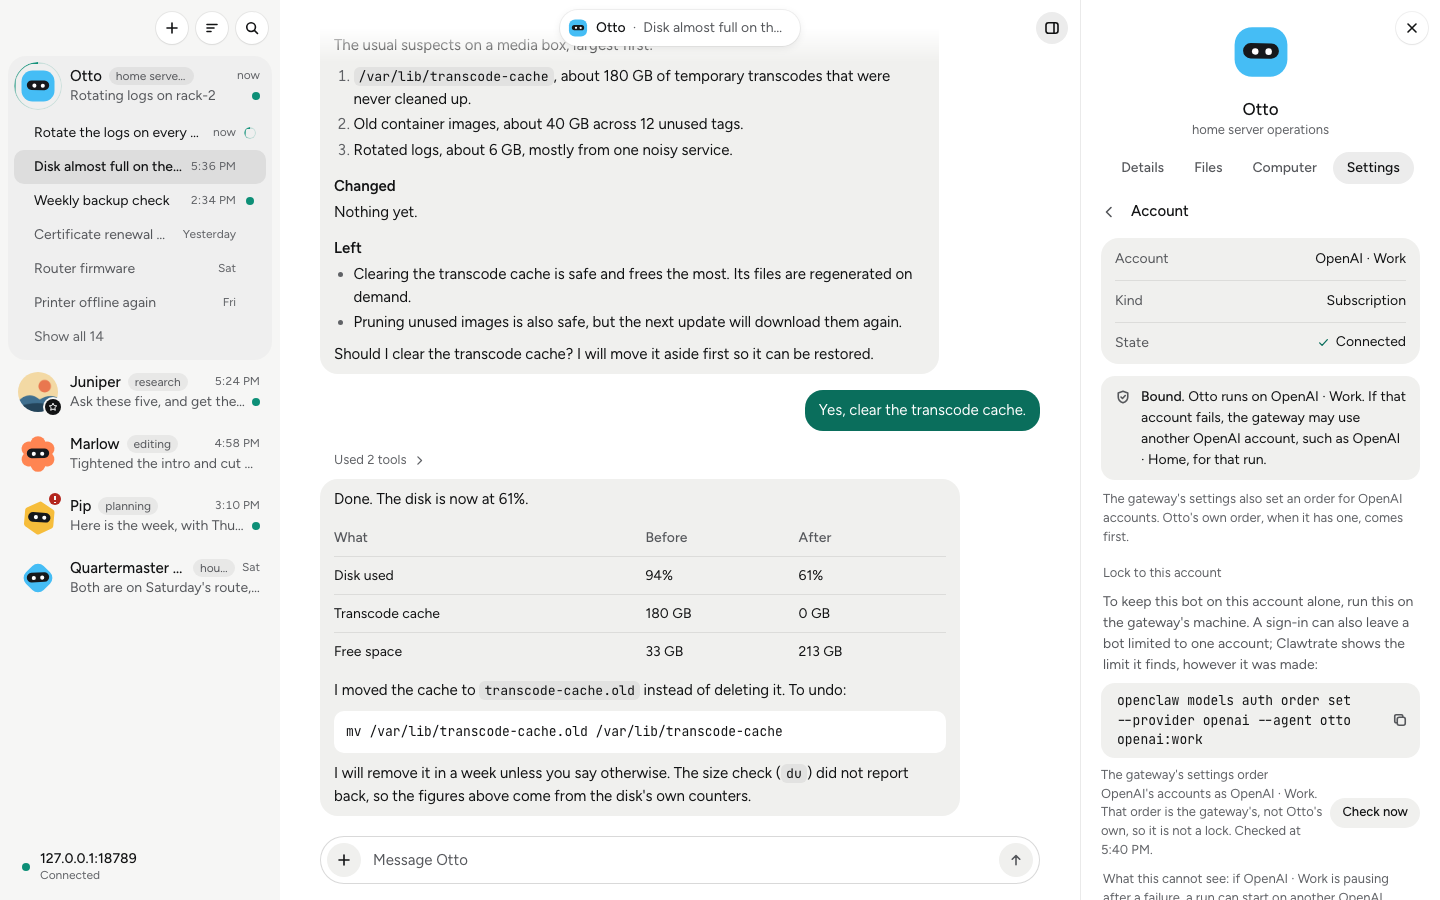 Otto home serve... now
Rotating logs on rack-2
Rotate the logs on every ... now
Disk almost full on the... 5:36 PM
Weekly backup check 2:34 PM
Certificate renewal ... Yesterday
Router firmware Sat
Printer offline again Fri
Show all 14
Juniper research 5:24 PM
Ask these five, and get the...
Marlow editing 4:58 PM
Tightened the intro and cut ...
Pip planning 3:10 PM
Here is the week, with Thu...
Quartermaster ... hou... Sat
Both are on Saturday's route,...
127.0.0.1:18789
Connected
Otto · Disk almost full on th...
The usual suspects on a media box, largest first:
1. /var/lib/transcode-cache, about 180 GB of temporary transcodes that were
never cleaned up.
2. Old container images, about 40 GB across 12 unused tags.
3. Rotated logs, about 6 GB, mostly from one noisy service.
Changed
Nothing yet.
Left
• Clearing the transcode cache is safe and frees the most. Its files are regenerated on
demand.
• Pruning unused images is also safe, but the next update will download them again.
Should I clear the transcode cache? I will move it aside first so it can be restored.
Yes, clear the transcode cache.
Used 2 tools
Done. The disk is now at 61%.
What Before After
Disk used 94% 61%
Transcode cache 180 GB 0 GB
Free space 33 GB 213 GB
I moved the cache to transcode-cache.old instead of deleting it. To undo:
mv /var/lib/transcode-cache.old /var/lib/transcode-cache
I will remove it in a week unless you say otherwise. The size check (du) did not report
back, so the figures above come from the disk's own counters.
Message Otto
Otto
home server operations
Details Files Computer Settings
Account
Account OpenAI · Work
Kind Subscription
State Connected
Bound. Otto runs on OpenAI · Work. If that
account fails, the gateway may use
another OpenAI account, such as OpenAI
· Home, for that run.
The gateway's settings also set an order for OpenAI
accounts. Otto's own order, when it has one, comes
first.
Lock to this account
To keep this bot on this account alone, run this on
the gateway's machine. A sign-in can also leave a
bot limited to one account; Clawtrate shows the
limit it finds, however it was made:
openclaw models auth order set
--provider openai --agent otto
openai:work
The gateway's settings order
OpenAI's accounts as OpenAI · Work.
That order is the gateway's, not Otto's
own, so it is not a lock. Checked at
5:40 PM.
Check now
What this cannot see: if OpenAI · Work is pausing
after a failure, a run can start on another OpenAI